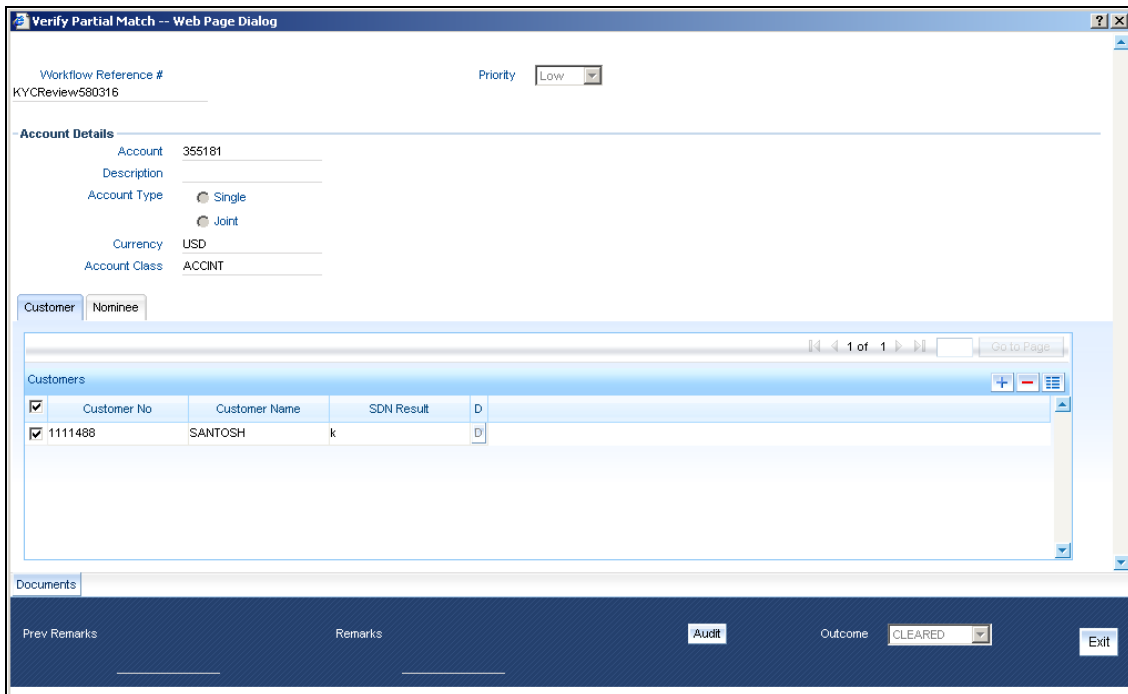 Verify Partial Match -- Web Page Dialog
Workflow Reference #
Priority Low
KYCReview580316
Account Details
Account 355181
Description
Account Type Single
Joint
Currency USD
Account Class ACCINT
Customer Nominee
1 of 1 Go to Page
Customers
Customer No Customer Name SDN Result D
1111488 SANTOSH k D
Documents
Prev Remarks Remarks Audit Outcome CLEARED Exit